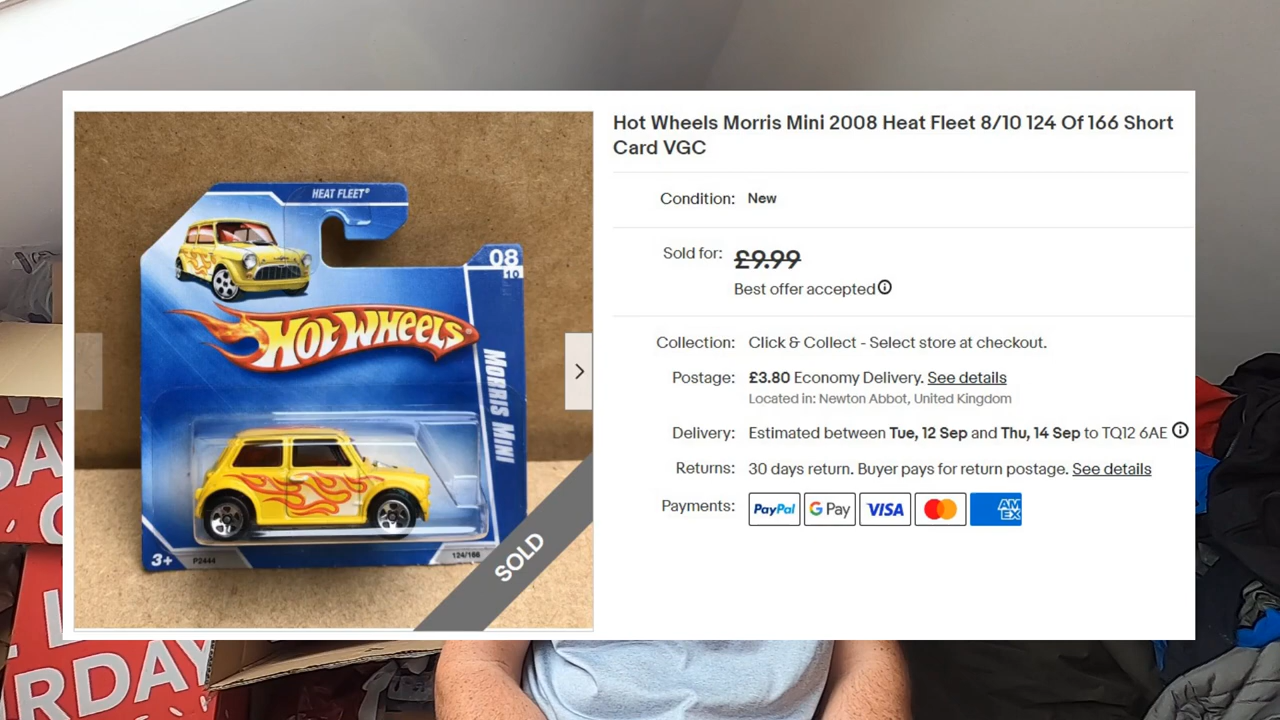 Hot Wheels Morris Mini 2008 Heat Fleet 8/10 124 Of 166 Short
Card VGC
Condition: New
Sold for: £9.99
Best offer accepted
Collection: Click & Collect - Select store at checkout.
Postage: £3.80 Economy Delivery. See details
Located in: Newton Abbot, United Kingdom
Delivery: Estimated between Tue, 12 Sep and Thu, 14 Sep to TQ12 6AE
Returns: 30 days return. Buyer pays for return postage. See details
Payments: PayPal G Pay VISA AM EX
HEAT FLEET®
08
10
HOT WHEELS
MORRIS MINI
3+
P2444
124/166
SOLD
RDAY